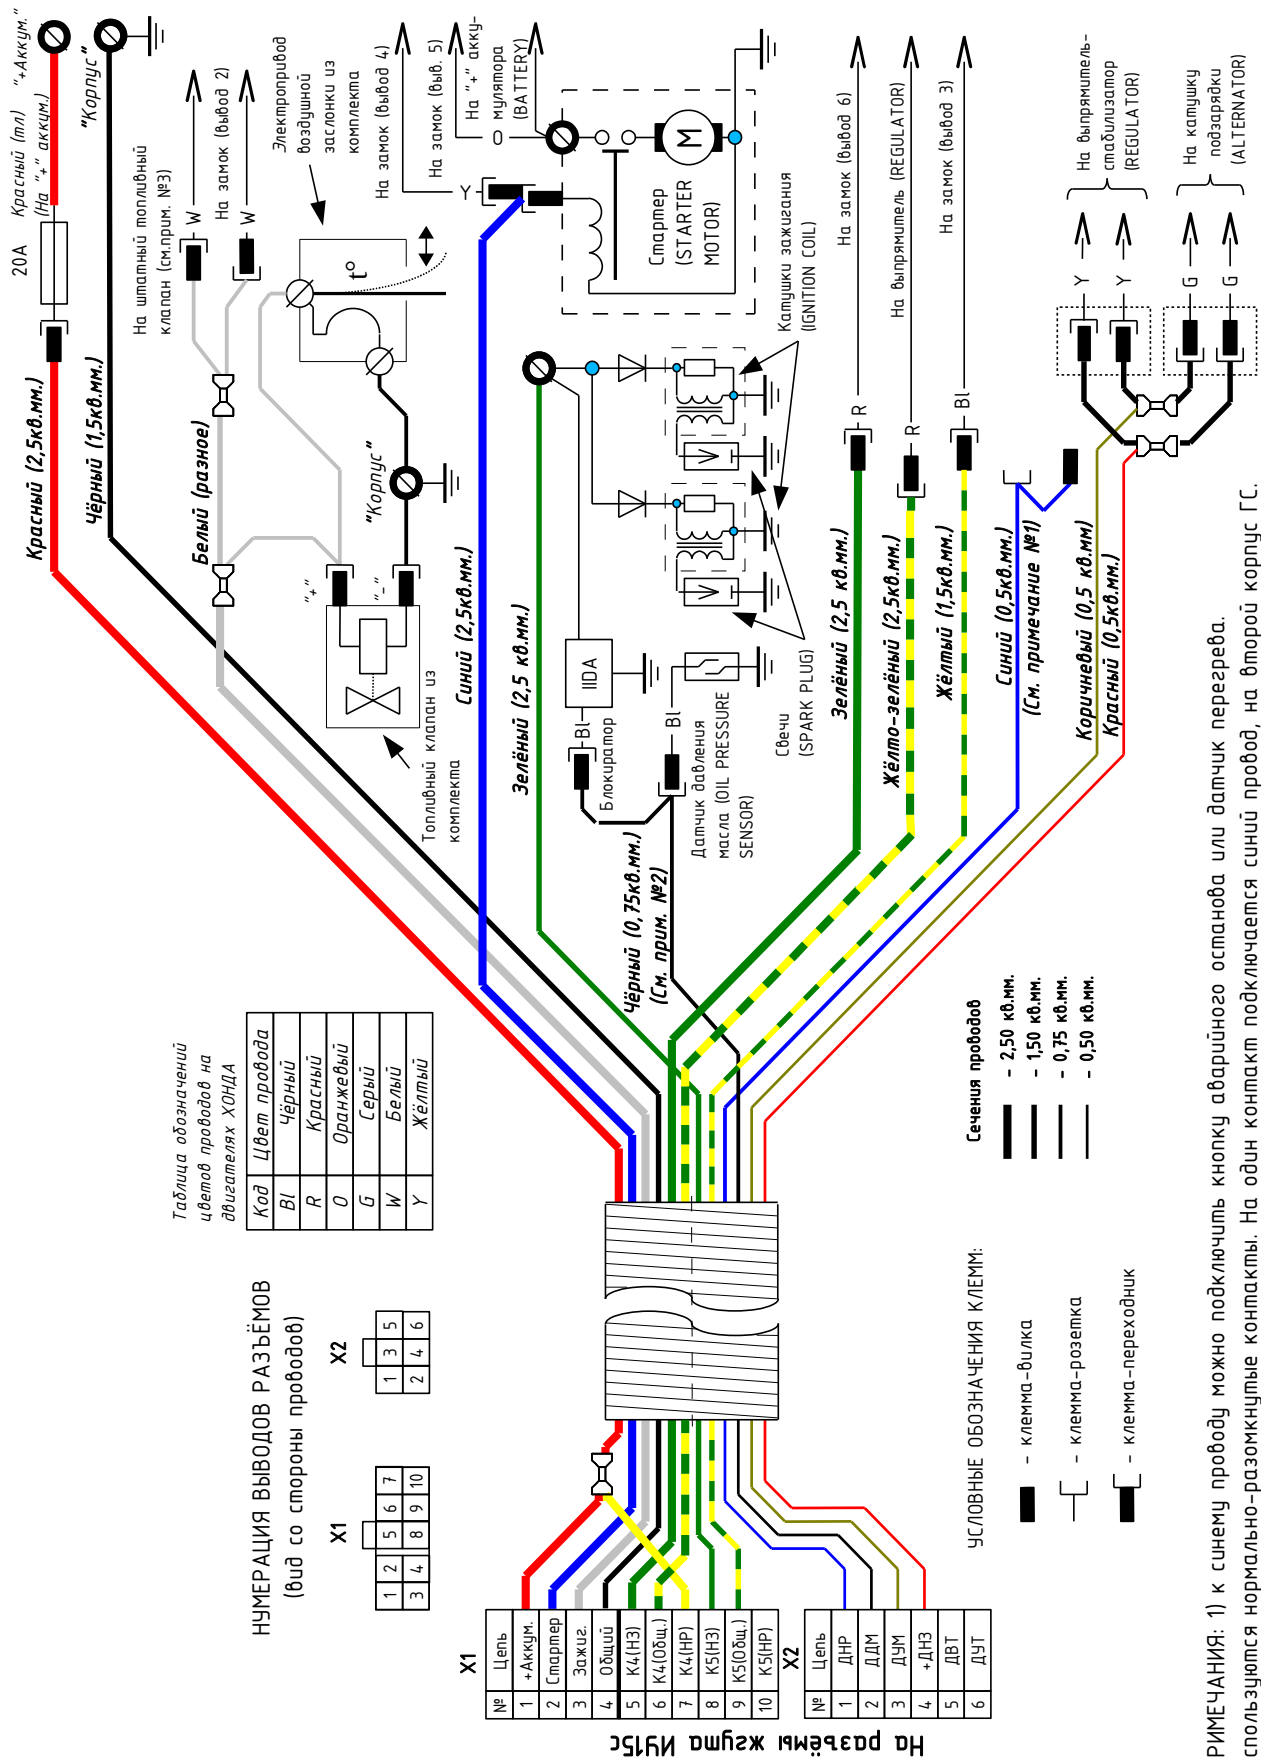 "+Аккум."
Красный (тл)
(На "+" аккум.)
20А
"Корпус"
На штатный топливный
клапан (см.прим. №3)
W
На замок (вывод 2)
W
Электропривод
воздушной
заслонки из
комплекта
t°
На замок (вывод 4)
Y
На замок (выв. 5)
На "+" акку-
мулятора
(BATTERY)
O
M
Стартер
(STARTER
MOTOR)
Катушки зажигания
(IGNITION COIL)
На замок (вывод 6)
R
На выпрямитель (REGULATOR)
R
На замок (вывод 3)
Bl
На выпрямитель-
стабилизатор
(REGULATOR)
Y
Y
На катушку
подзарядки
(ALTERNATOR)
G
G
Красный (2,5кв.мм.)
Чёрный (1,5кв.мм.)
Белый (разное)
"Корпус"
"+"
"-"
Топливный клапан из
комплекта
Синий (2,5кв.мм.)
Зелёный (2,5 кв.мм.)
IIDA
Bl
Блокиратор
Bl
Датчик давления
масла (OIL PRESSURE
SENSOR)
Свечи
(SPARK PLUG)
Чёрный (0,75кв.мм.)
(См. прим. №2)
Зелёный (2,5 кв.мм.)
Жёлто-зелёный (2,5кв.мм.)
Жёлтый (1,5кв.мм.)
Синий (0,5кв.мм.)
(См. примечание №1)
Коричневый (0,5 кв.мм)
Красный (0,5кв.мм.)
Таблица обозначений
цветов проводов на
двигателях ХОНДА
Код Цвет провода
Bl Чёрный
R Красный
O Оранжевый
G Серый
W Белый
Y Жёлтый
Сечения проводов
- 2,50 кв.мм.
- 1,50 кв.мм.
- 0,75 кв.мм.
- 0,50 кв.мм.
НУМЕРАЦИЯ ВЫВОДОВ РАЗЪЁМОВ
(вид со стороны проводов)
X1
1 2 5 6 7
3 4 8 9 10
X2
1 3 5
2 4 6
УСЛОВНЫЕ ОБОЗНАЧЕНИЯ КЛЕММ:
- клемма-вилка
- клемма-розетка
- клемма-переходник
X1
№ Цепь
1 +Аккум.
2 Стартер
3 Зажиг.
4 Общий
5 К4(НЗ)
6 К4(Общ.)
7 К4(НР)
8 К5(НЗ)
9 К5(Общ.)
10 К5(НР)
X2
№ Цепь
1 ДНР
2 ДДМ
3 ДУМ
4 +ДНЗ
5 ДВТ
6 ДУТ
На разъёмы жгута ИУ15с
РИМЕЧАНИЯ: 1) к синему проводу можно подключить кнопку аварийного останова или датчик перегрева.
спользуются нормально-разомкнутые контакты. На один контакт подключается синий провод, на второй корпус ГС.